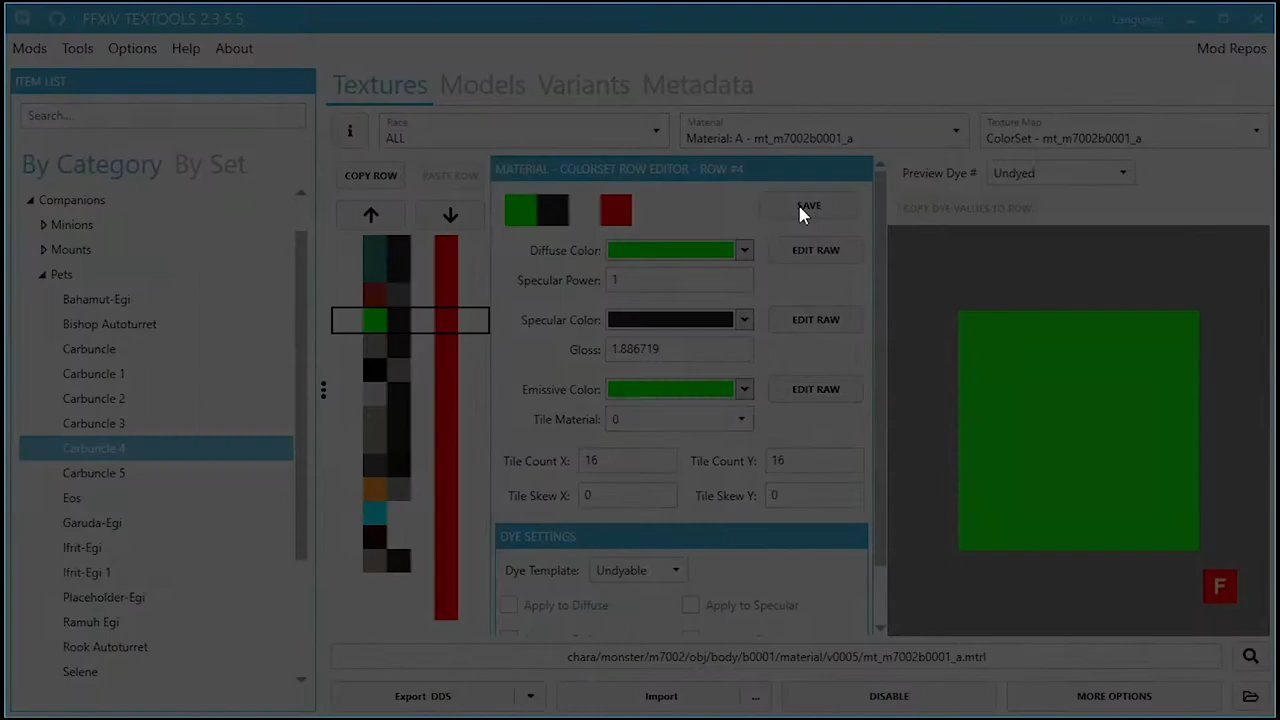 FFXIV TEXTOOLS 2.3.5.5
Mods Tools Options Help About Mod Repos
ITEM LIST
Search...
By Category By Set
Companions
Minions
Mounts
Pets
Bahamut-Egi
Bishop Autoturret
Carbuncle
Carbuncle 1
Carbuncle 2
Carbuncle 3
Carbuncle 4
Carbuncle 5
Eos
Garuda-Egi
Ifrit-Egi
Ifrit-Egi 1
Placeholder-Egi
Ramuh Egi
Rook Autoturret
Selene
Textures Models Variants Metadata
i
Race
ALL
Material
Material: A - mt_m7002b0001_a
Texture Map
ColorSet - mt_m7002b0001_a
COPY ROW PASTE ROW
MATERIAL - COLORSET ROW EDITOR - ROW #4
SAVE
Diffuse Color: EDIT RAW
Specular Power: 1
Specular Color: EDIT RAW
Gloss: 1.886719
Emissive Color: EDIT RAW
Tile Material: 0
Tile Count X: 16 Tile Count Y: 16
Tile Skew X: 0 Tile Skew Y: 0
DYE SETTINGS
Dye Template: Undyable
Apply to Diffuse Apply to Specular
Preview Dye # Undyed
COPY DYE VALUES TO ROW
F
chara/monster/m7002/obj/body/b0001/material/v0005/mt_m7002b0001_a.mtrl
Export DDS Import ... DISABLE MORE OPTIONS